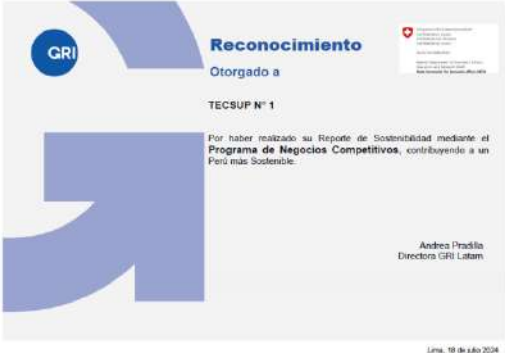 GRI
Reconocimiento
Otorgado a
TECSUP N° 1
Por haber realizado su Reporte de Sostenibilidad mediante el
Programa de Negocios Competitivos, contribuyendo a un
Perú más Sostenible.
Andrea Pradilla
Directora GRI Latam
Lima, 18 de julio 2024